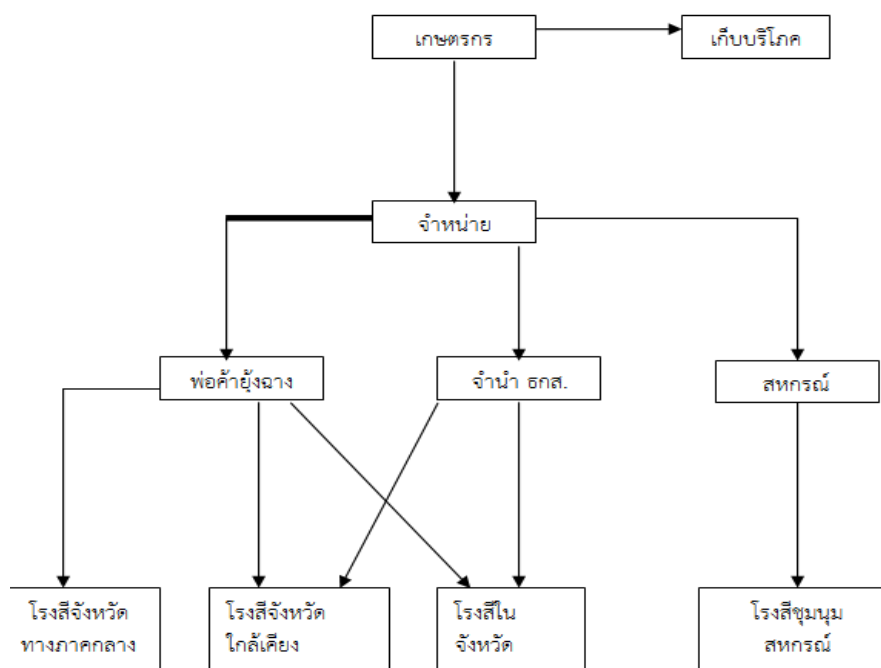 เกษตรกร
เก็บบริโภค
จำหน่าย
พ่อค้ายุ้งฉาง
จำนำ ธกส.
สหกรณ์
โรงสีจังหวัด
ทางภาคกลาง
โรงสีจังหวัด
ใกล้เคียง
โรงสีใน
จังหวัด
โรงสีชุมนุม
สหกรณ์